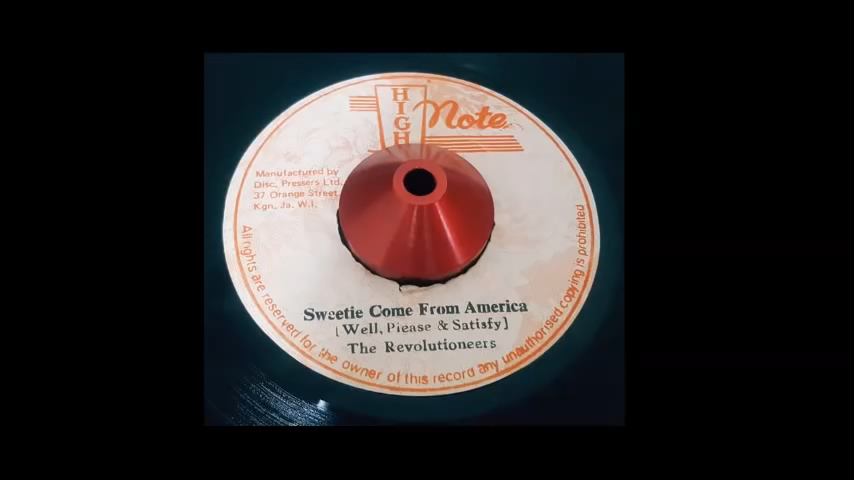 HIGH Note
Manufactured by
Disc. Pressers Ltd.
37 Orange Street
Kgn. Ja. W.I.
Sweetie Come From America
[Well, Please & Satisfy]
The Revolutioneers
All rights are reserved for the owner of this record any unauthorised copying is prohibited